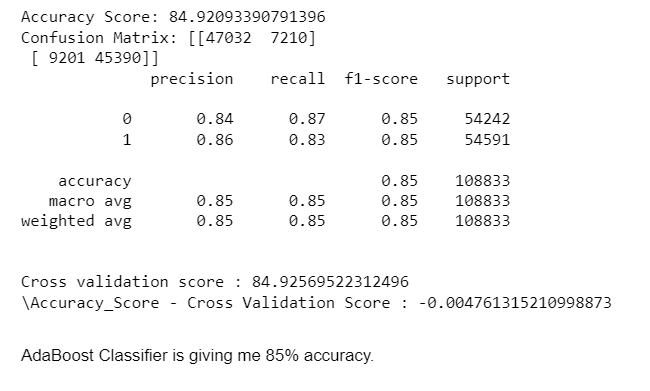 Accuracy Score: 84.92093390791396
Confusion Matrix: [[47032  7210]
 [ 9201 45390]]
              precision    recall  f1-score   support

           0       0.84      0.87      0.85     54242
           1       0.86      0.83      0.85     54591

    accuracy                           0.85    108833
   macro avg       0.85      0.85      0.85    108833
weighted avg       0.85      0.85      0.85    108833

Cross validation score : 84.92569522312496
\Accuracy_Score - Cross Validation Score : -0.004761315210998873
AdaBoost Classifier is giving me 85% accuracy.